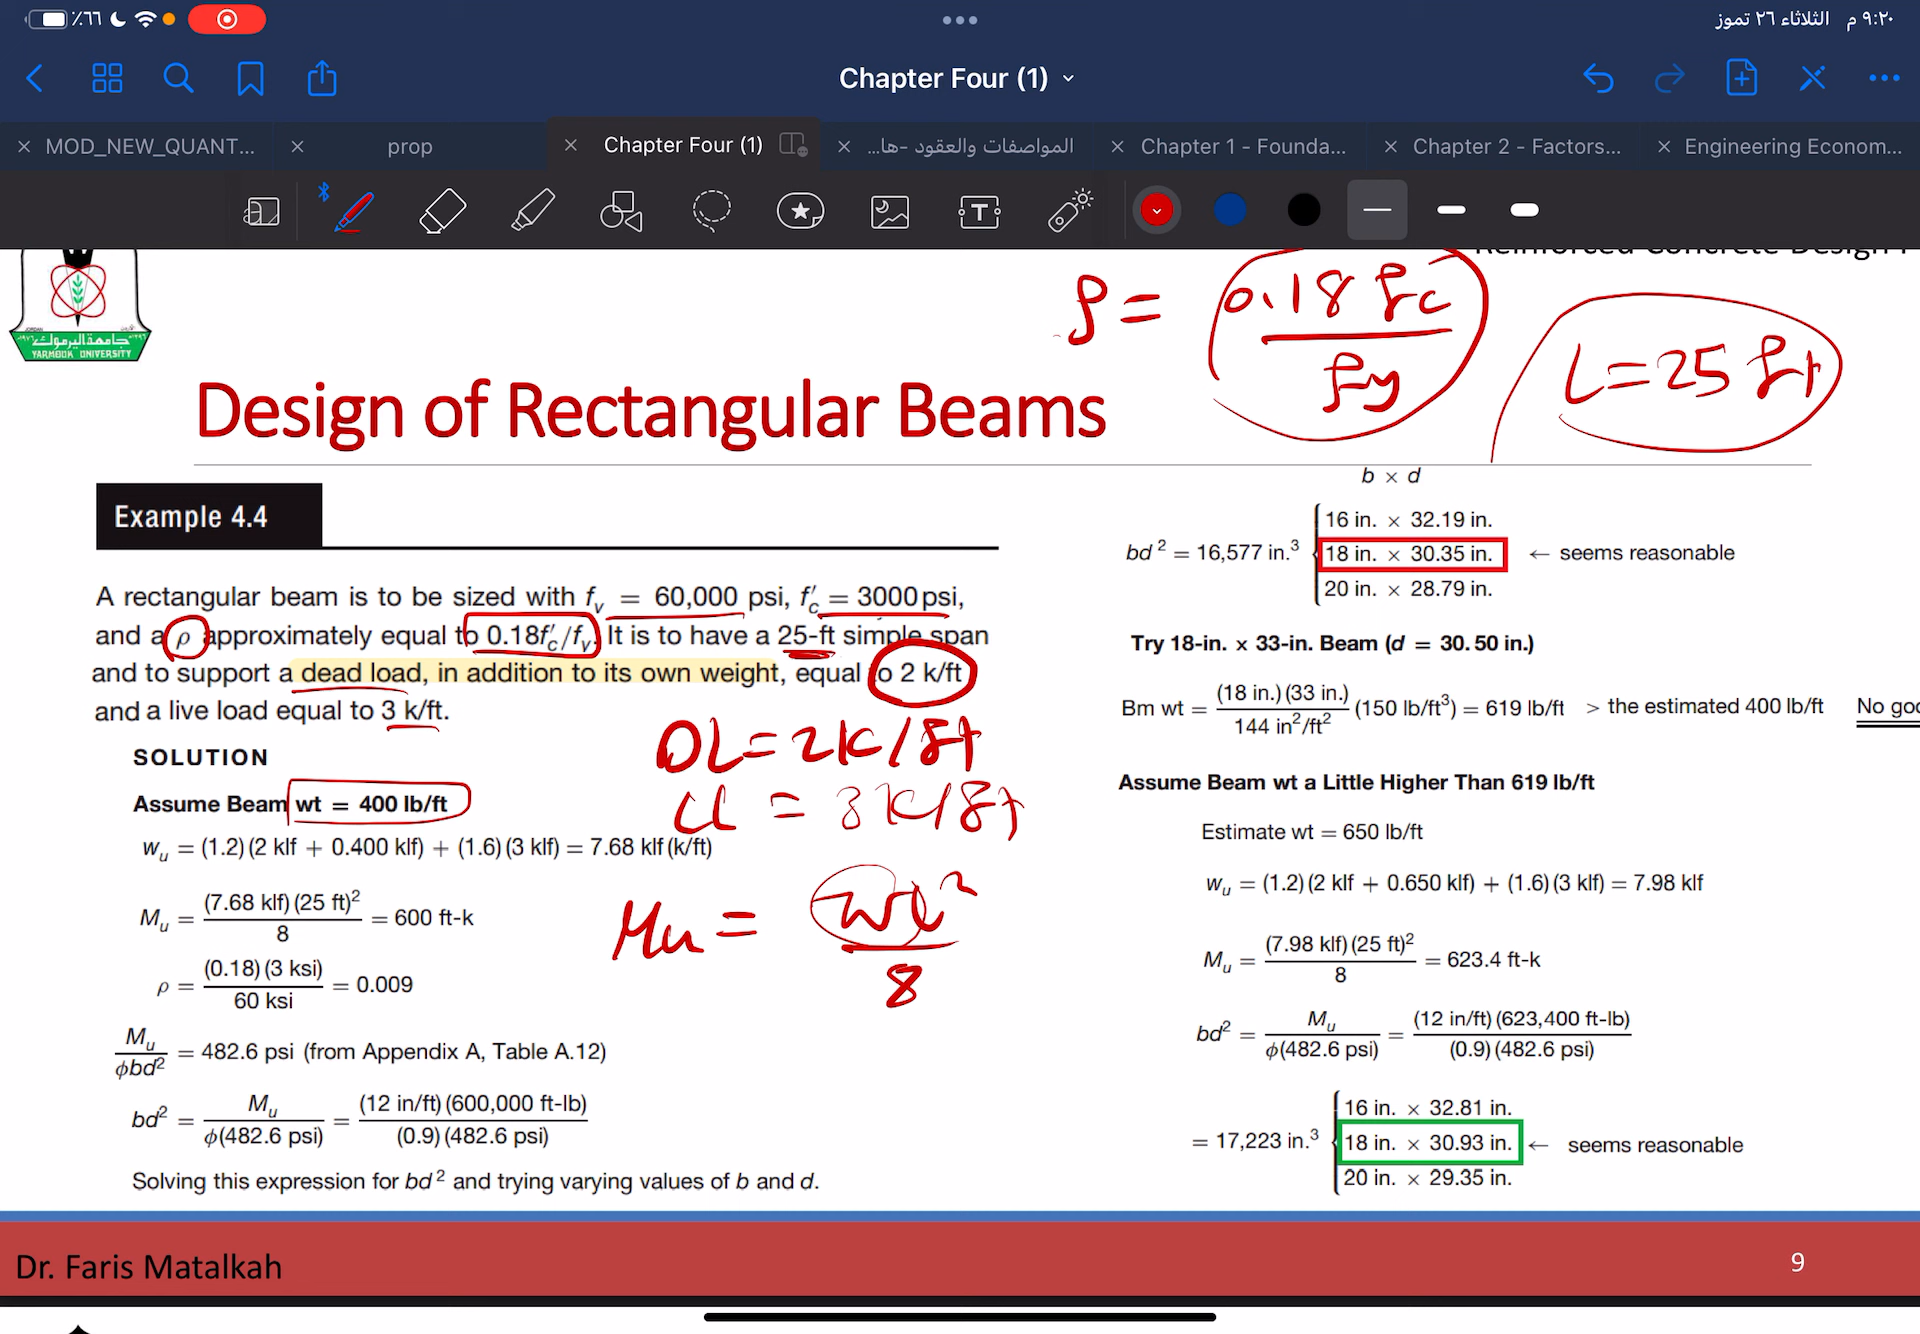 ٪٦٦
٩:٢٠ م الثلاثاء ٢٦ تموز
Chapter Four (1)
MOD_NEW_QUANT...
prop
Chapter Four (1)
المواصفات والعقود -ها...
Chapter 1 - Founda...
Chapter 2 - Factors...
Engineering Econom...
جامعة اليرموك
YARMOUK UNIVERSITY
ρ = 0.18 fc / fy
L=25 ft
Design of Rectangular Beams
Example 4.4
A rectangular beam is to be sized with fy = 60,000 psi, f′c = 3000 psi,
and a ρ approximately equal to 0.18f′c/fy. It is to have a 25-ft simple span
and to support a dead load, in addition to its own weight, equal to 2 k/ft
and a live load equal to 3 k/ft.
DL=2k/ft
LL = 3k/ft
SOLUTION
Assume Beam wt = 400 lb/ft
wu = (1.2)(2 klf + 0.400 klf) + (1.6)(3 klf) = 7.68 klf (k/ft)
Mu = (7.68 klf)(25 ft)² / 8 = 600 ft-k
Mu = wl² / 8
ρ = (0.18)(3 ksi) / 60 ksi = 0.009
Mu / ϕbd² = 482.6 psi (from Appendix A, Table A.12)
bd² = Mu / ϕ(482.6 psi) = (12 in/ft)(600,000 ft-lb) / (0.9)(482.6 psi)
Solving this expression for bd² and trying varying values of b and d.
b × d
16 in. × 32.19 in.
bd² = 16,577 in.³ 18 in. × 30.35 in. ← seems reasonable
20 in. × 28.79 in.
Try 18-in. x 33-in. Beam (d = 30.50 in.)
Bm wt = (18 in.)(33 in.) / 144 in²/ft² (150 lb/ft³) = 619 lb/ft > the estimated 400 lb/ft No goo
Assume Beam wt a Little Higher Than 619 lb/ft
Estimate wt = 650 lb/ft
wu = (1.2)(2 klf + 0.650 klf) + (1.6)(3 klf) = 7.98 klf
Mu = (7.98 klf)(25 ft)² / 8 = 623.4 ft-k
bd² = Mu / ϕ(482.6 psi) = (12 in/ft)(623,400 ft-lb) / (0.9)(482.6 psi)
16 in. × 32.81 in.
= 17,223 in.³ 18 in. × 30.93 in. ← seems reasonable
20 in. × 29.35 in.
Dr. Faris Matalkah
9